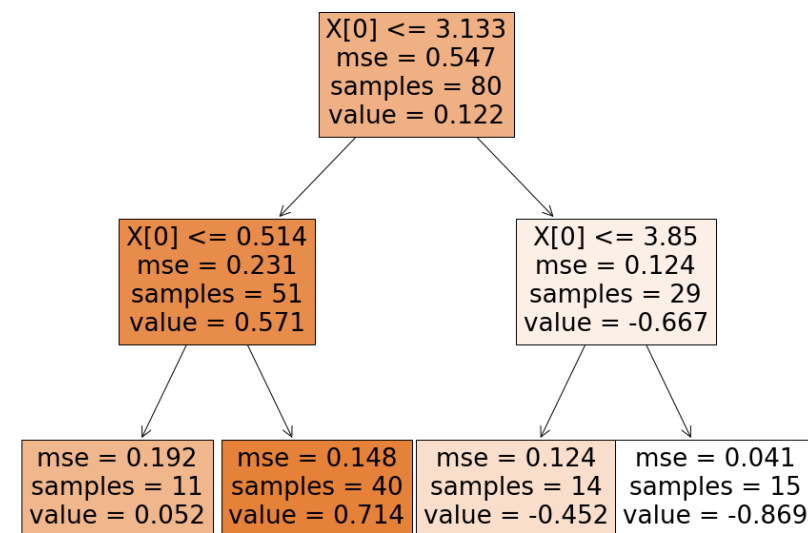 X[0] <= 3.133
mse = 0.547
samples = 80
value = 0.122
X[0] <= 0.514
mse = 0.231
samples = 51
value = 0.571
X[0] <= 3.85
mse = 0.124
samples = 29
value = -0.667
mse = 0.192
samples = 11
value = 0.052
mse = 0.148
samples = 40
value = 0.714
mse = 0.124
samples = 14
value = -0.452
mse = 0.041
samples = 15
value = -0.869